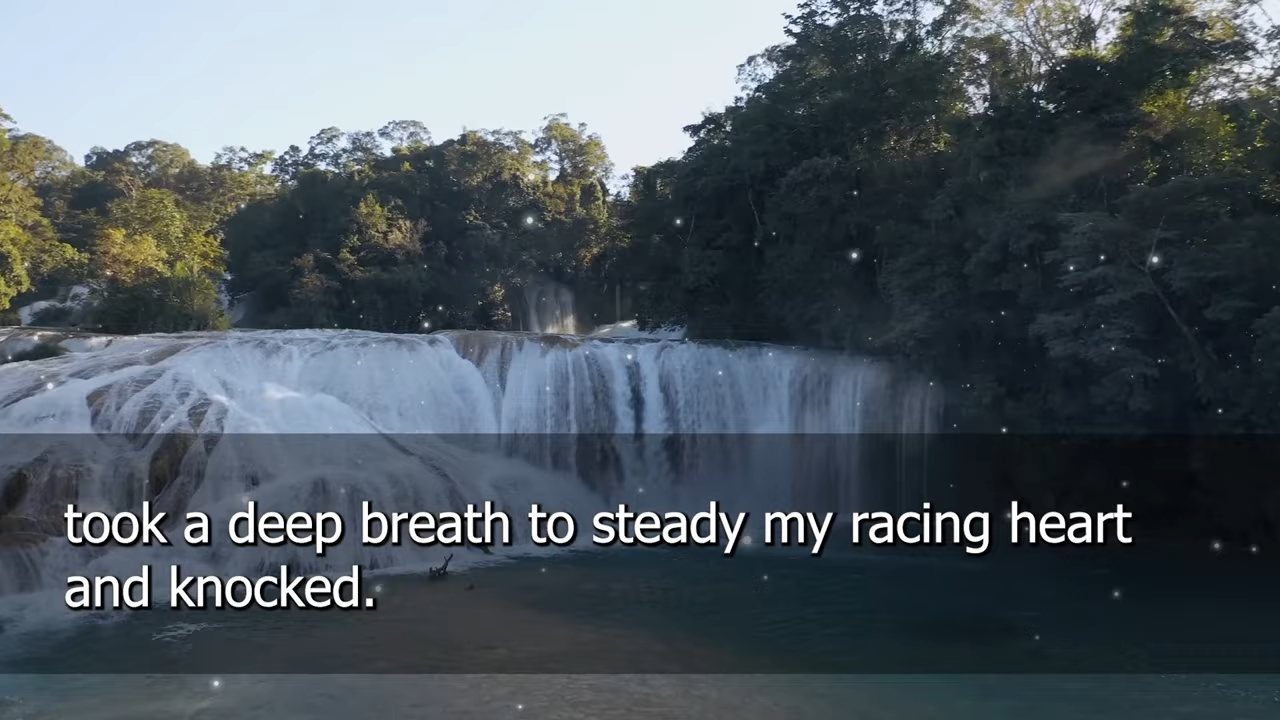 took a deep breath to steady my racing heart
and knocked.